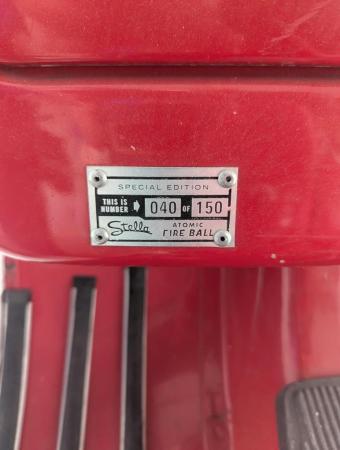 SPECIAL EDITION
THIS IS NUMBER 040 OF 150
Stella ATOMIC FIRE BALL